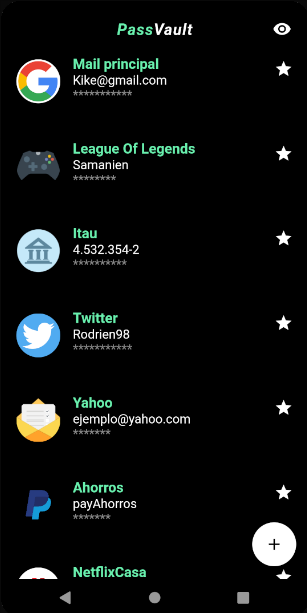 PassVault
Mail principal
Kike@gmail.com
***********
League Of Legends
Samanien
********
Itau
4.532.354-2
**********
Twitter
Rodrien98
***********
Yahoo
ejemplo@yahoo.com
*******
Ahorros
payAhorros
*******
+
NetflixCasa